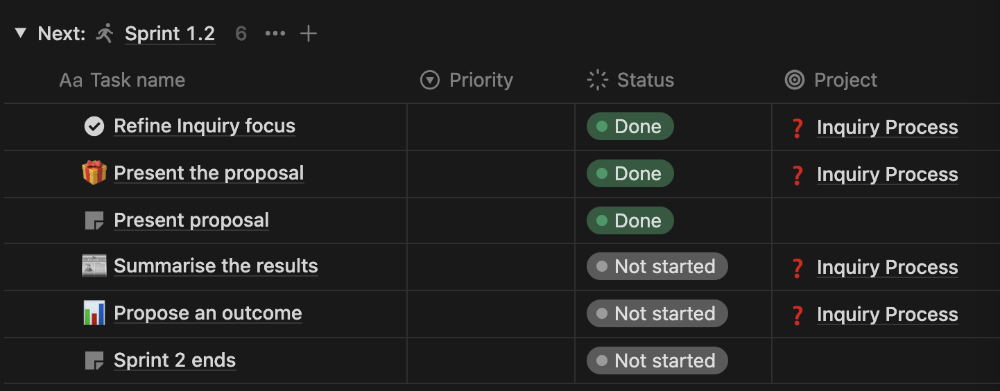 Next: Sprint 1.2 6
Aa Task name Priority Status Project
Refine Inquiry focus Done Inquiry Process
Present the proposal Done Inquiry Process
Present proposal Done
Summarise the results Not started Inquiry Process
Propose an outcome Not started Inquiry Process
Sprint 2 ends Not started